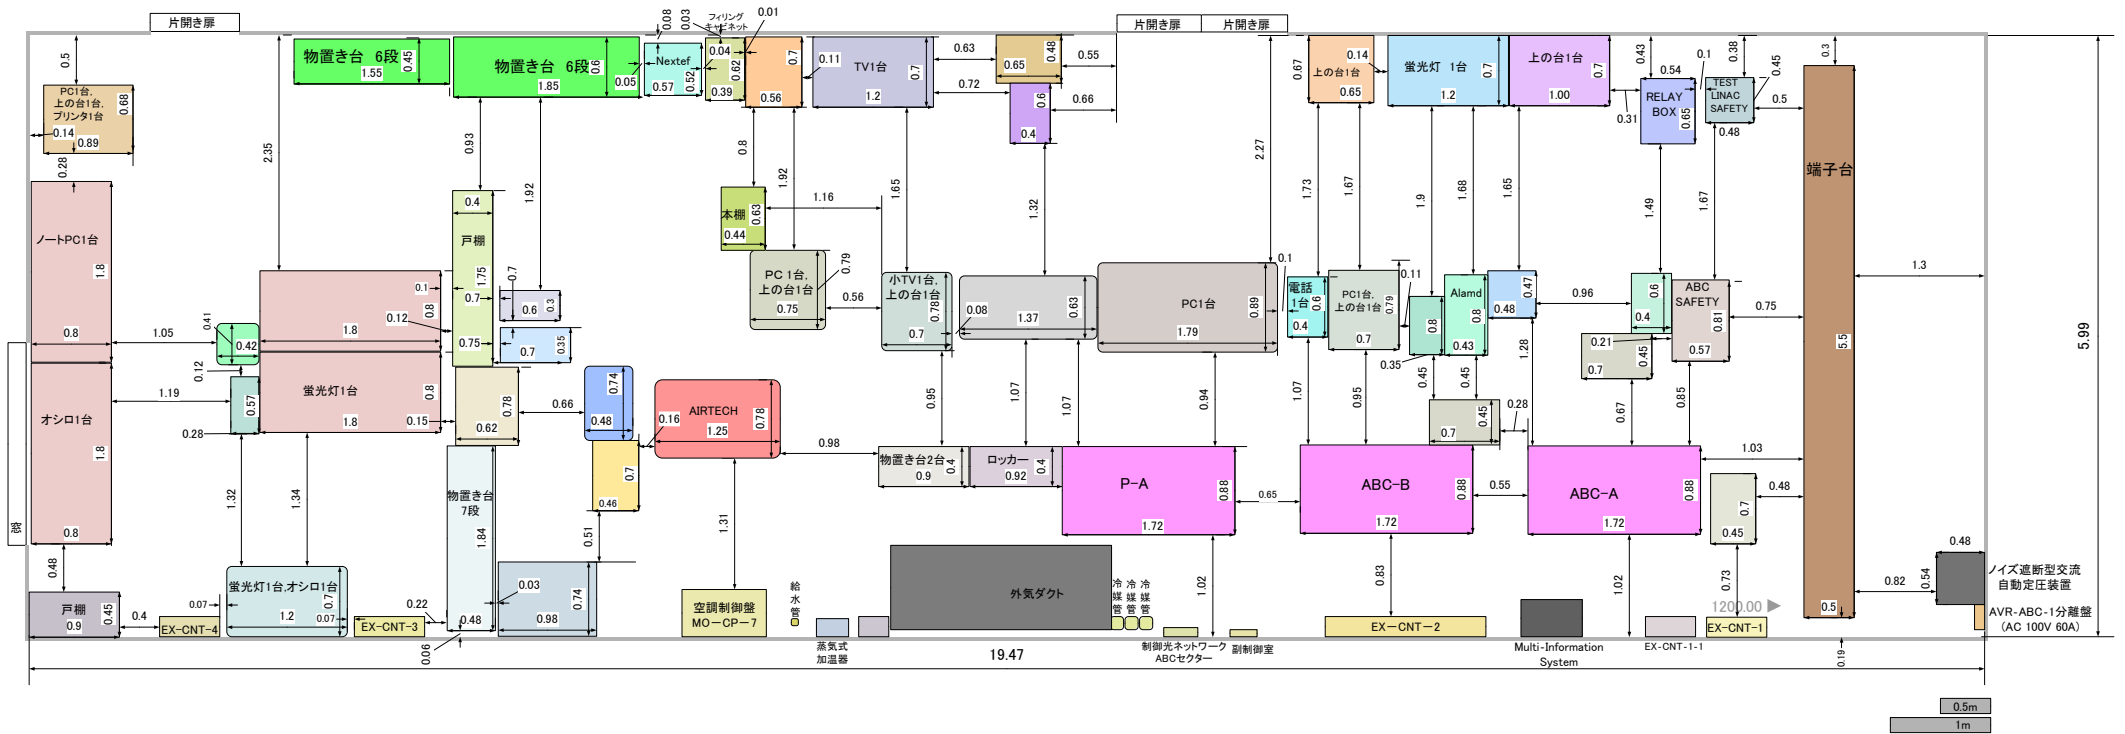 片開き扉
片開き扉
片開き扉
フィリング
キャビネット
0.08
0.03
0.01
0.5
2.35
物置き台 6段
0.45
1.55
物置き台 6段
0.6
1.85
0.05
Nextef
0.52
0.57
0.04
0.62
0.39
0.7
0.56
0.11
TV1台
0.7
1.2
0.63
0.72
0.48
0.65
0.55
0.6
0.4
0.66
2.27
0.67
0.14
上の台1台
0.65
蛍光灯 1台
0.7
1.2
上の台1台
0.7
1.00
0.43
0.31
0.54
RELAY
BOX
0.65
0.1
0.38
0.45
TEST
LINAC
SAFETY
0.48
0.5
0.3
PC1台,
上の台1台,
プリンタ1台
0.68
0.14
0.89
0.28
0.93
1.92
0.8
1.92
1.65
1.32
1.73
1.67
1.9
1.68
1.65
1.49
1.67
端子台
5.5
0.5
1.3
5.99
ノートPC1台
1.8
0.8
1.05
0.41
0.42
0.12
0.1
0.8
1.8
0.12
0.4
戸棚
1.75
0.7
0.75
0.7
0.3
0.6
0.35
0.7
本棚
0.63
0.44
1.16
PC 1台,
上の台1台
0.75
0.79
0.56
小TV1台,
上の台1台
0.78
0.7
0.08
0.63
1.37
PC1台
0.89
1.79
0.1
電話
1台
0.6
0.4
PC1台,
上の台1台
0.79
0.7
0.11
0.8
0.35
Alamd
0.8
0.43
0.47
0.48
0.96
1.28
0.6
0.4
0.21
0.45
0.7
ABC
SAFETY
0.81
0.57
0.75
オシロ1台
1.8
0.8
1.19
0.57
0.28
蛍光灯1台
0.8
1.8
0.15
0.78
0.62
0.66
0.74
0.48
0.16
AIRTECH
0.78
1.25
0.98
0.95
1.07
1.07
0.94
1.07
0.95
0.45
0.45
0.45
0.7
0.28
0.67
0.85
1.03
窓
1.32
1.34
物置き台
7段
1.84
0.48
0.7
0.46
0.51
1.31
物置き台2台
0.4
0.9
ロッカー
0.4
0.92
P-A
0.88
1.72
0.65
ABC-B
0.88
1.72
0.55
ABC-A
0.88
1.72
0.7
0.45
0.48
0.48
戸棚
0.45
0.9
0.4
0.07
EX-CNT-4
蛍光灯1台,オシロ1台
0.7
1.2
0.07
0.22
EX-CNT-3
0.06
0.03
0.74
0.98
空調制御盤
MO－CP－7
給水管
外気ダクト
冷媒管
冷媒管
冷媒管
1.02
0.83
1.02
0.73
0.82
0.48
0.54
ノイズ遮断型交流
自動定圧装置
1200.00
AVR-ABC-1分離盤
(AC 100V 60A)
EX－CNT－2
EX-CNT-1
蒸気式
加温器
制御光ネットワーク
ABCセクター
副制御室
Multi-Information
System
EX-CNT-1-1
0.19
19.47
0.5m
1m